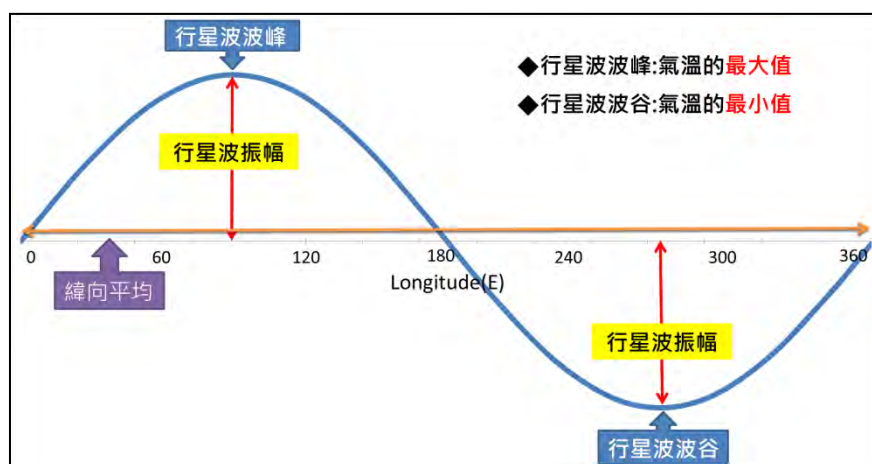 行星波波峰
◆行星波波峰:氣溫的最大值
◆行星波波谷:氣溫的最小值
行星波振幅
0 60 120 180 240 300 360
Longitude(E)
緯向平均
行星波振幅
行星波波谷